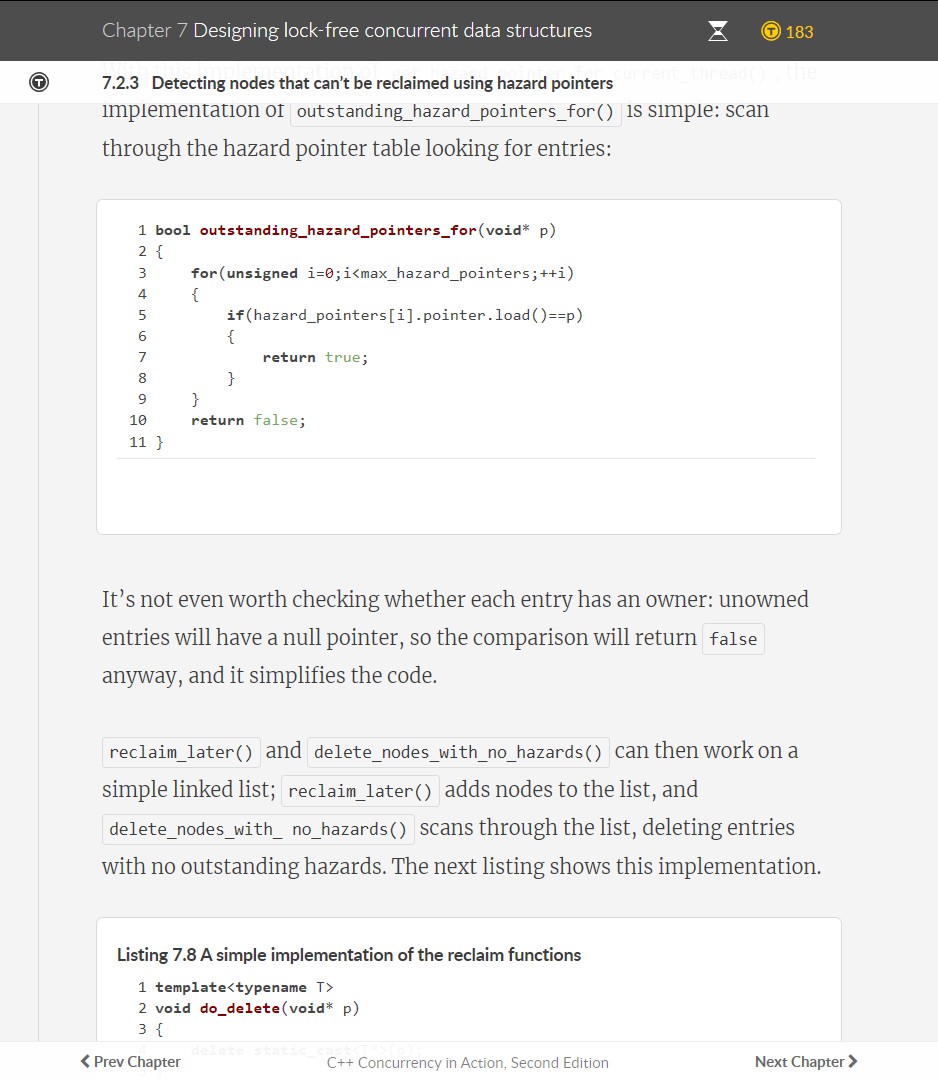 Chapter 7 Designing lock-free concurrent data structures
183
7.2.3 Detecting nodes that can't be reclaimed using hazard pointers
implementation of outstanding_hazard_pointers_for() is simple: scan
through the hazard pointer table looking for entries:
1 bool outstanding_hazard_pointers_for(void* p)
2 {
3     for(unsigned i=0;i<max_hazard_pointers;++i)
4     {
5         if(hazard_pointers[i].pointer.load()==p)
6         {
7             return true;
8         }
9     }
10     return false;
11 }
It’s not even worth checking whether each entry has an owner: unowned
entries will have a null pointer, so the comparison will return false
anyway, and it simplifies the code.
reclaim_later() and delete_nodes_with_no_hazards() can then work on a
simple linked list; reclaim_later() adds nodes to the list, and
delete_nodes_with_ no_hazards() scans through the list, deleting entries
with no outstanding hazards. The next listing shows this implementation.
Listing 7.8 A simple implementation of the reclaim functions
1 template<typename T>
2 void do_delete(void* p)
3 {
4     delete static_cast<T*>(p);
Prev Chapter
C++ Concurrency in Action, Second Edition
Next Chapter